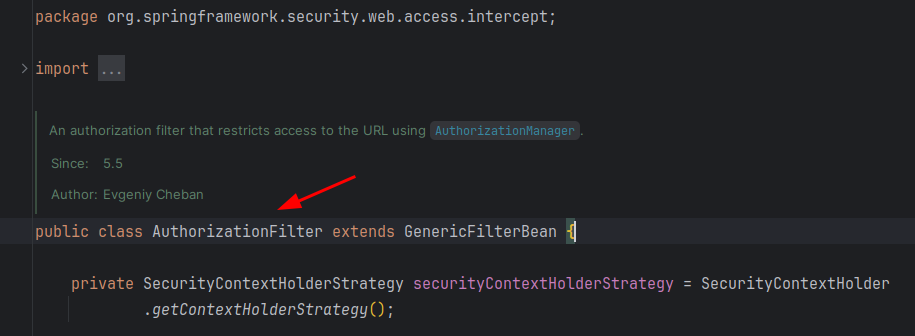 package org.springframework.security.web.access.intercept;
import ...
An authorization filter that restricts access to the URL using AuthorizationManager.
Since: 5.5
Author: Evgeniy Cheban
public class AuthorizationFilter extends GenericFilterBean {
private SecurityContextHolderStrategy securityContextHolderStrategy = SecurityContextHolder
.getContextHolderStrategy();